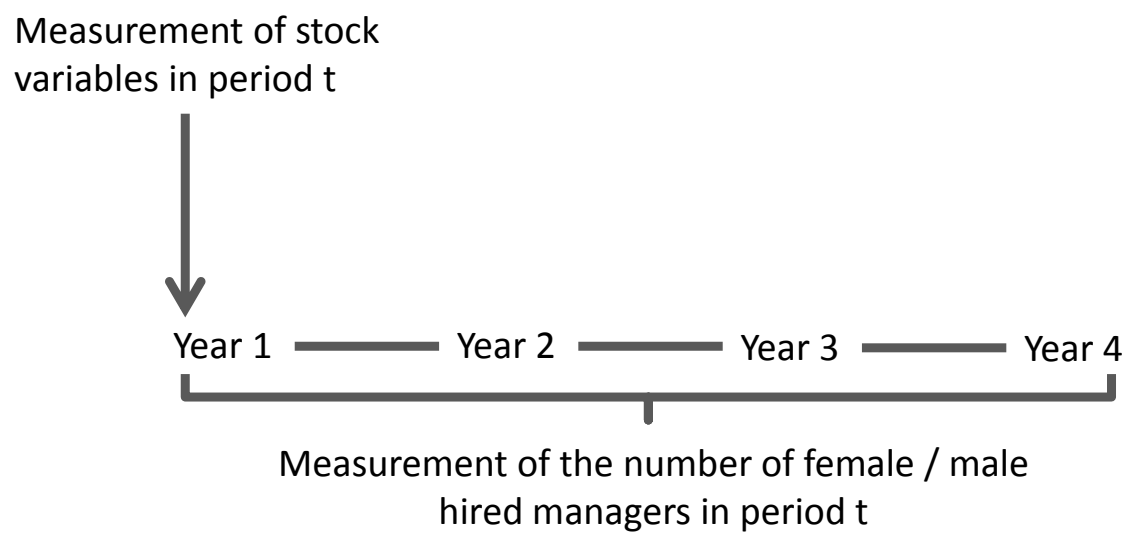 Measurement of stock
variables in period t
Year 1 Year 2 Year 3 Year 4
Measurement of the number of female / male
hired managers in period t